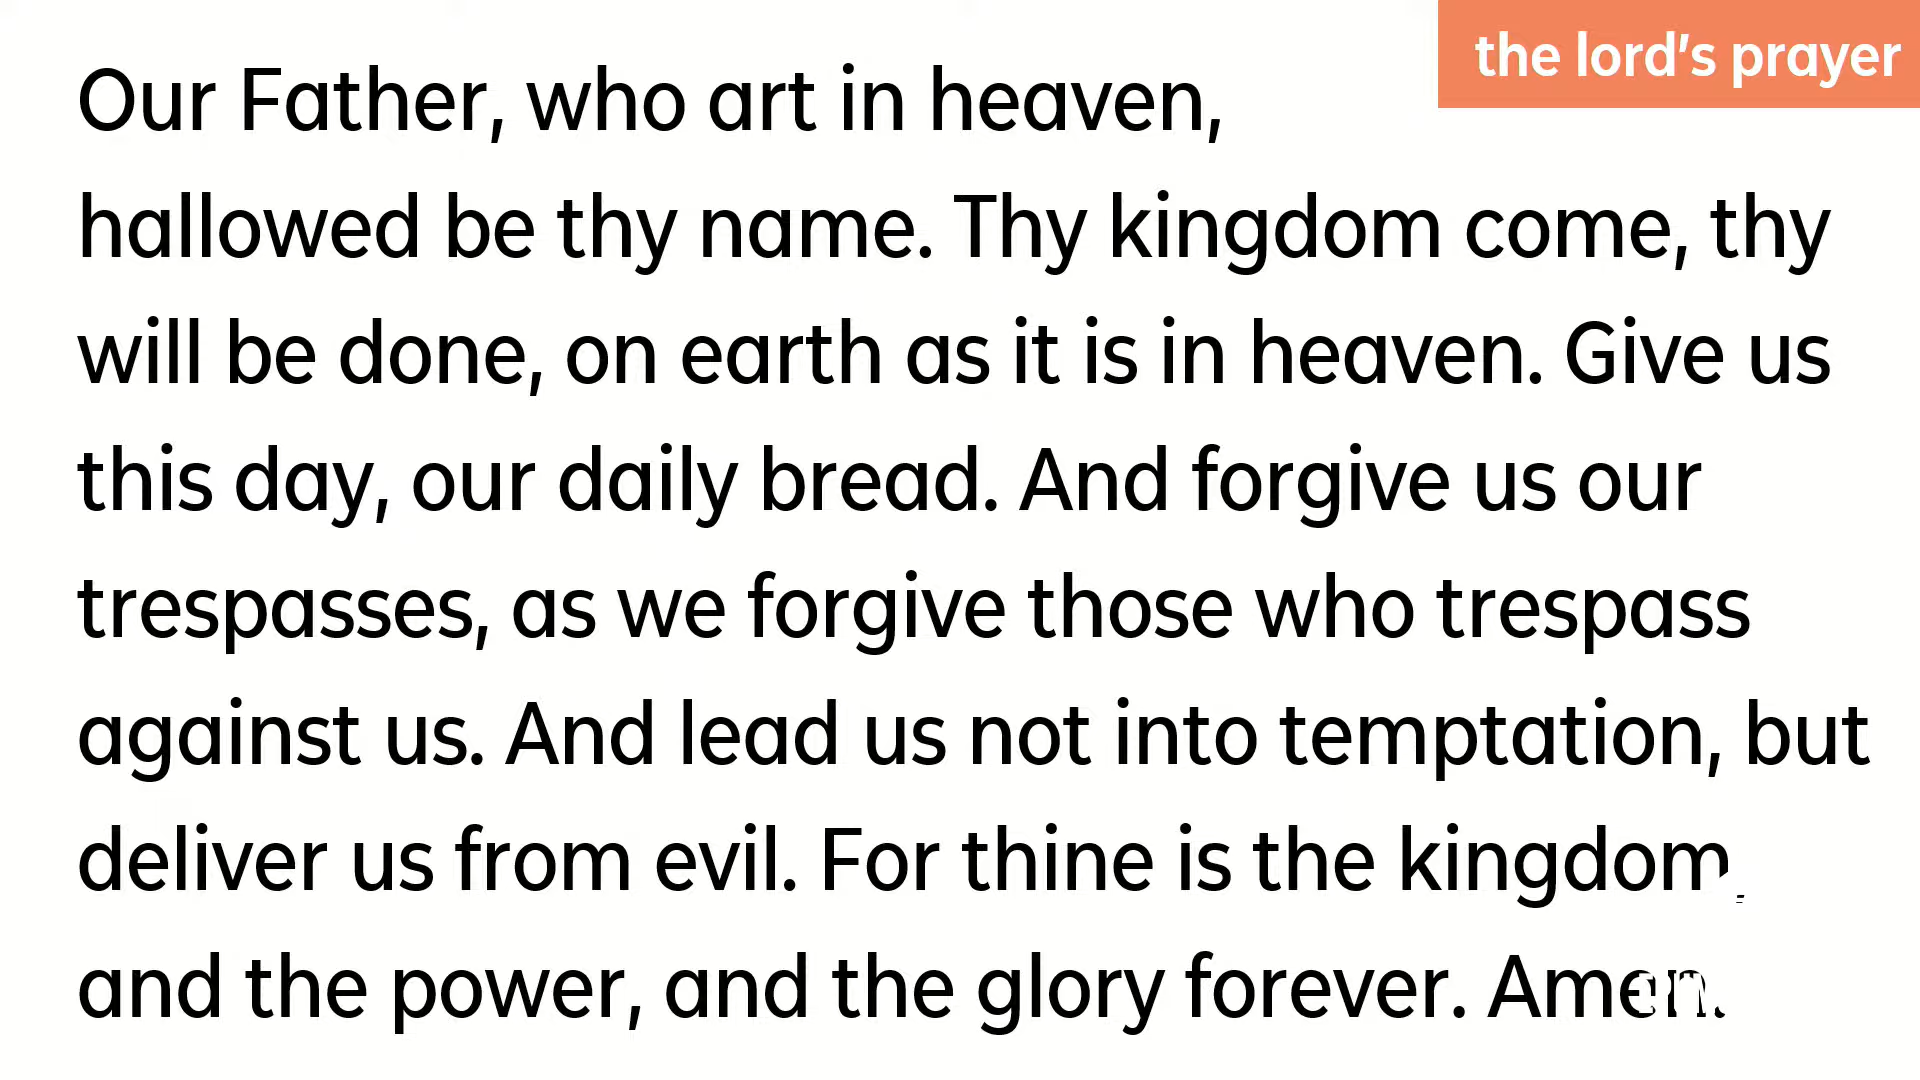 the lord's prayer
Our Father, who art in heaven,
hallowed be thy name. Thy kingdom come, thy
will be done, on earth as it is in heaven. Give us
this day, our daily bread. And forgive us our
trespasses, as we forgive those who trespass
against us. And lead us not into temptation, but
deliver us from evil. For thine is the kingdom,
and the power, and the glory forever. Amen.